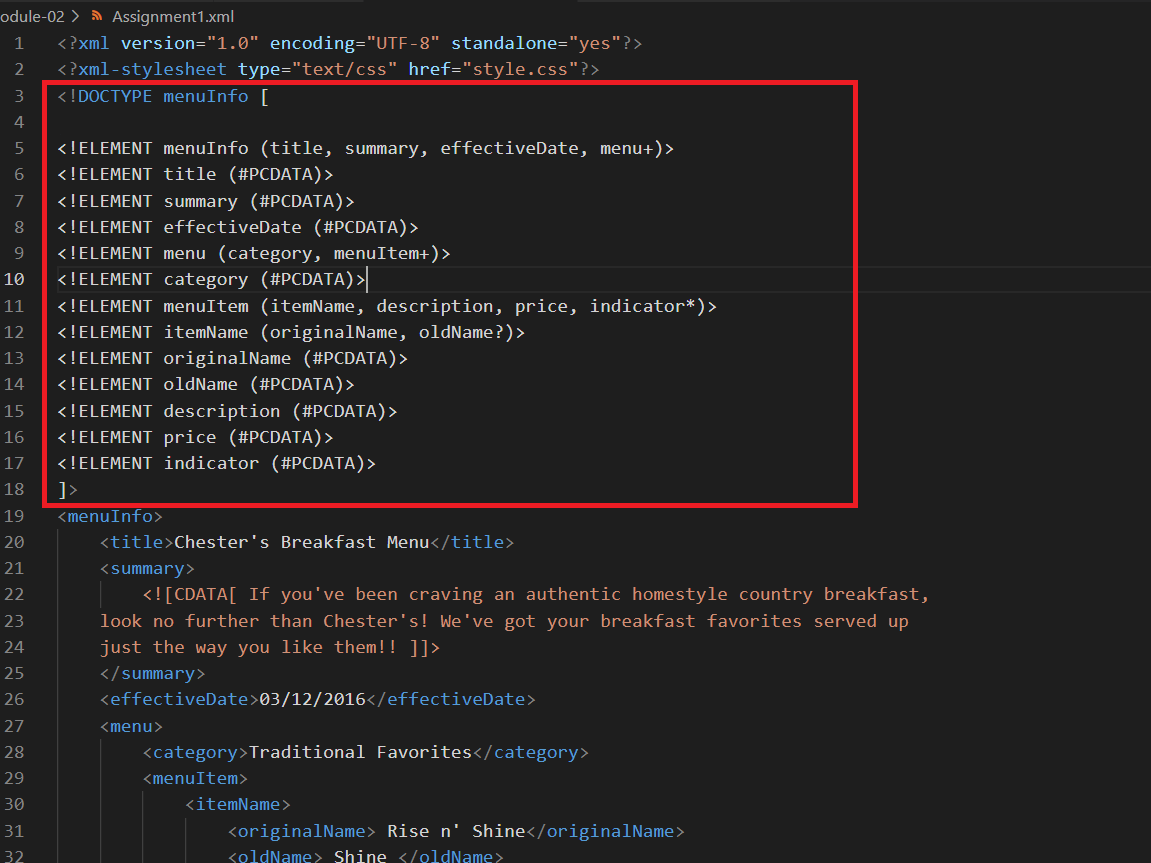 odule-02 > Assignment1.xml
1 <?xml version="1.0" encoding="UTF-8" standalone="yes"?>
2 <?xml-stylesheet type="text/css" href="style.css"?>
3 <!DOCTYPE menuInfo [
4
5 <!ELEMENT menuInfo (title, summary, effectiveDate, menu+)>
6 <!ELEMENT title (#PCDATA)>
7 <!ELEMENT summary (#PCDATA)>
8 <!ELEMENT effectiveDate (#PCDATA)>
9 <!ELEMENT menu (category, menuItem+)>
10 <!ELEMENT category (#PCDATA)>
11 <!ELEMENT menuItem (itemName, description, price, indicator*)>
12 <!ELEMENT itemName (originalName, oldName?)>
13 <!ELEMENT originalName (#PCDATA)>
14 <!ELEMENT oldName (#PCDATA)>
15 <!ELEMENT description (#PCDATA)>
16 <!ELEMENT price (#PCDATA)>
17 <!ELEMENT indicator (#PCDATA)>
18 ]>
19 <menuInfo>
20 <title>Chester's Breakfast Menu</title>
21 <summary>
22 <![CDATA[ If you've been craving an authentic homestyle country breakfast,
23 look no further than Chester's! We've got your breakfast favorites served up
24 just the way you like them!! ]]>
25 </summary>
26 <effectiveDate>03/12/2016</effectiveDate>
27 <menu>
28 <category>Traditional Favorites</category>
29 <menuItem>
30 <itemName>
31 <originalName> Rise n' Shine</originalName>
32 <oldName> Shine </oldName>